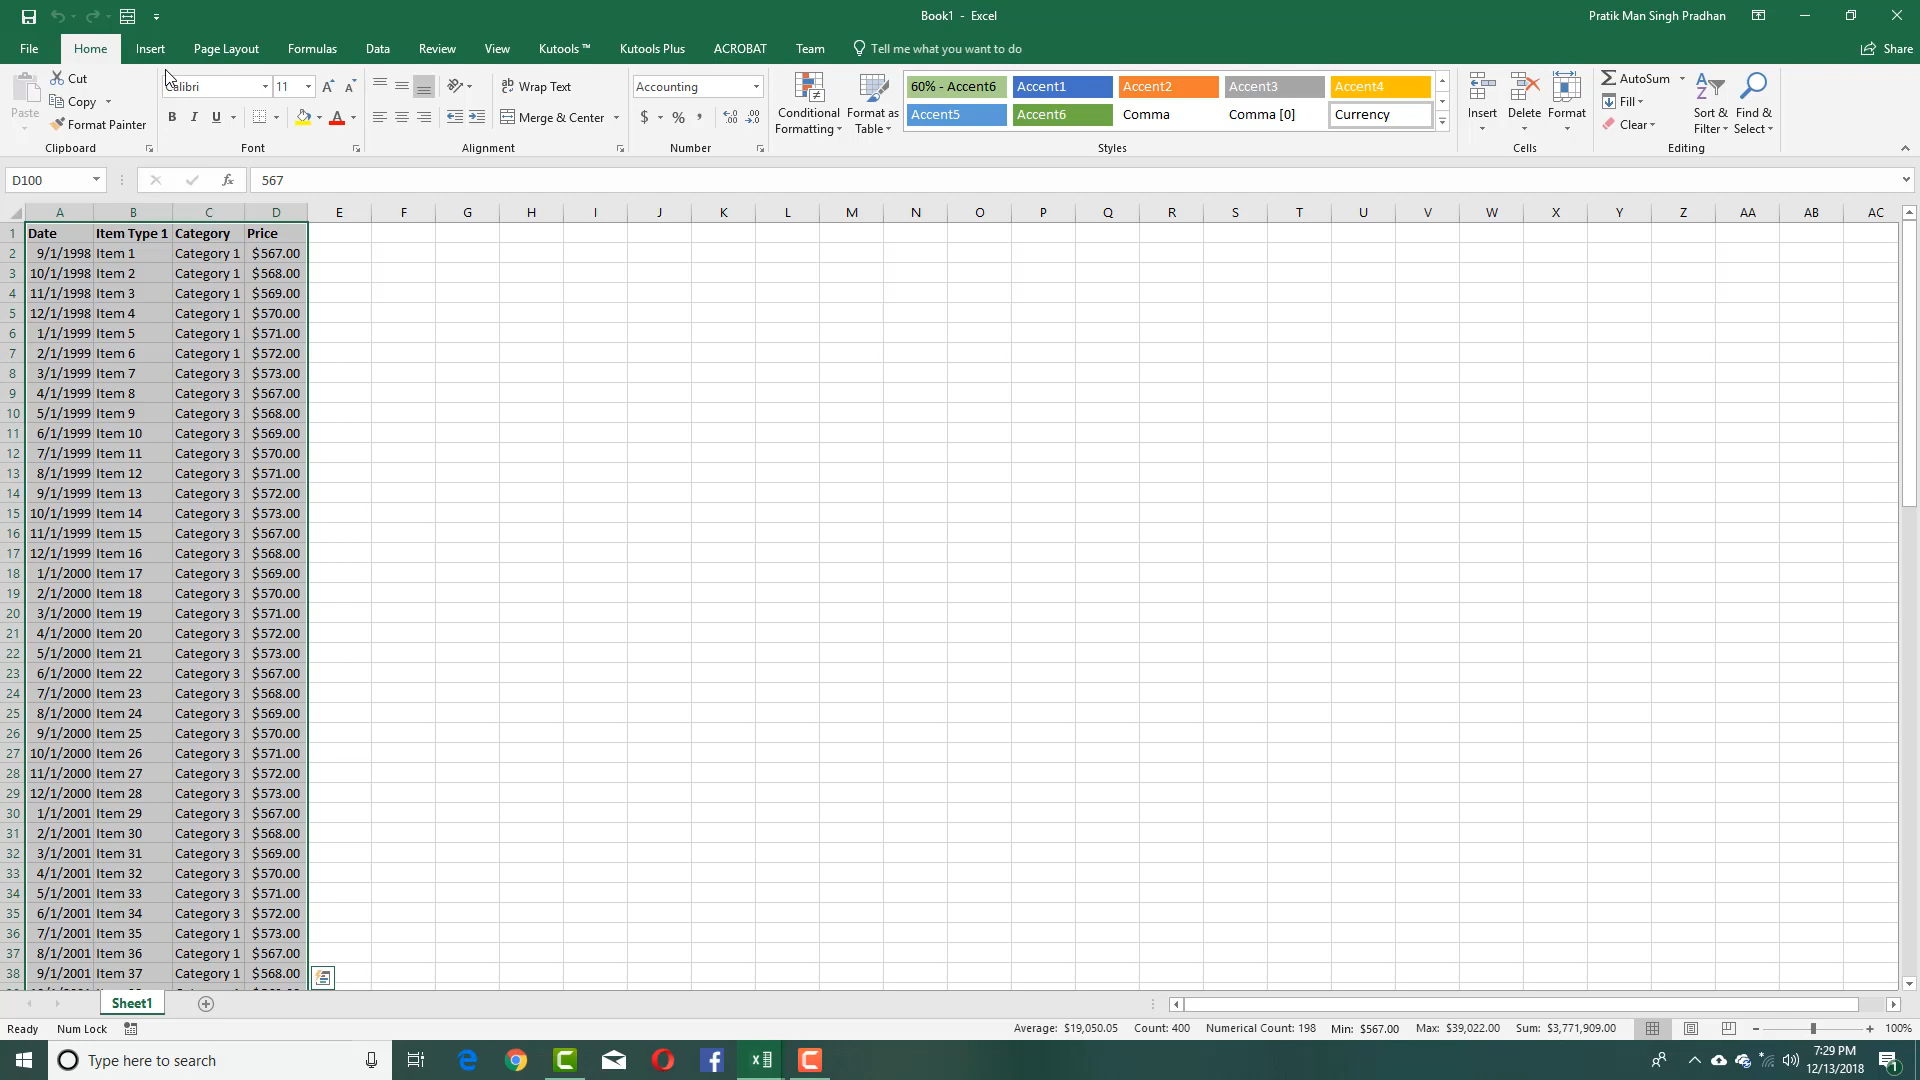 Book1 - Excel
Pratik Man Singh Pradhan
File Home Insert Page Layout Formulas Data Review View Kutools ™ Kutools Plus ACROBAT Team Tell me what you want to do Share
Paste
Cut
Copy
Format Painter
Clipboard
11
B I U
Font
Wrap Text
Merge & Center
Alignment
Accounting
$ % ,
Number
Conditional Formatting
Format as Table
60% - Accent6 Accent1 Accent2 Accent3 Accent4
Accent5 Accent6 Comma Comma [0] Currency
Styles
Insert Delete Format
Cells
AutoSum
Fill
Clear
Sort & Filter
Find & Select
Editing
D100 fx 567
A B C D E F G H I J K L M N O P Q R S T U V W X Y Z AA AB AC
1 Date Item Type 1 Category Price
2 9/1/1998 Item 1 Category 1 $567.00
3 10/1/1998 Item 2 Category 1 $568.00
4 11/1/1998 Item 3 Category 1 $569.00
5 12/1/1998 Item 4 Category 1 $570.00
6 1/1/1999 Item 5 Category 1 $571.00
7 2/1/1999 Item 6 Category 1 $572.00
8 3/1/1999 Item 7 Category 3 $573.00
9 4/1/1999 Item 8 Category 3 $567.00
10 5/1/1999 Item 9 Category 3 $568.00
11 6/1/1999 Item 10 Category 3 $569.00
12 7/1/1999 Item 11 Category 3 $570.00
13 8/1/1999 Item 12 Category 3 $571.00
14 9/1/1999 Item 13 Category 3 $572.00
15 10/1/1999 Item 14 Category 3 $573.00
16 11/1/1999 Item 15 Category 3 $567.00
17 12/1/1999 Item 16 Category 3 $568.00
18 1/1/2000 Item 17 Category 3 $569.00
19 2/1/2000 Item 18 Category 3 $570.00
20 3/1/2000 Item 19 Category 3 $571.00
21 4/1/2000 Item 20 Category 3 $572.00
22 5/1/2000 Item 21 Category 3 $573.00
23 6/1/2000 Item 22 Category 3 $567.00
24 7/1/2000 Item 23 Category 3 $568.00
25 8/1/2000 Item 24 Category 3 $569.00
26 9/1/2000 Item 25 Category 3 $570.00
27 10/1/2000 Item 26 Category 3 $571.00
28 11/1/2000 Item 27 Category 3 $572.00
29 12/1/2000 Item 28 Category 3 $573.00
30 1/1/2001 Item 29 Category 3 $567.00
31 2/1/2001 Item 30 Category 3 $568.00
32 3/1/2001 Item 31 Category 3 $569.00
33 4/1/2001 Item 32 Category 3 $570.00
34 5/1/2001 Item 33 Category 3 $571.00
35 6/1/2001 Item 34 Category 3 $572.00
36 7/1/2001 Item 35 Category 1 $573.00
37 8/1/2001 Item 36 Category 1 $567.00
38 9/1/2001 Item 37 Category 1 $568.00
Sheet1
Ready Num Lock Average: $19,050.05 Count: 400 Numerical Count: 198 Min: $567.00 Max: $39,022.00 Sum: $3,771,909.00 100%
Type here to search
7:29 PM
12/13/2018
1